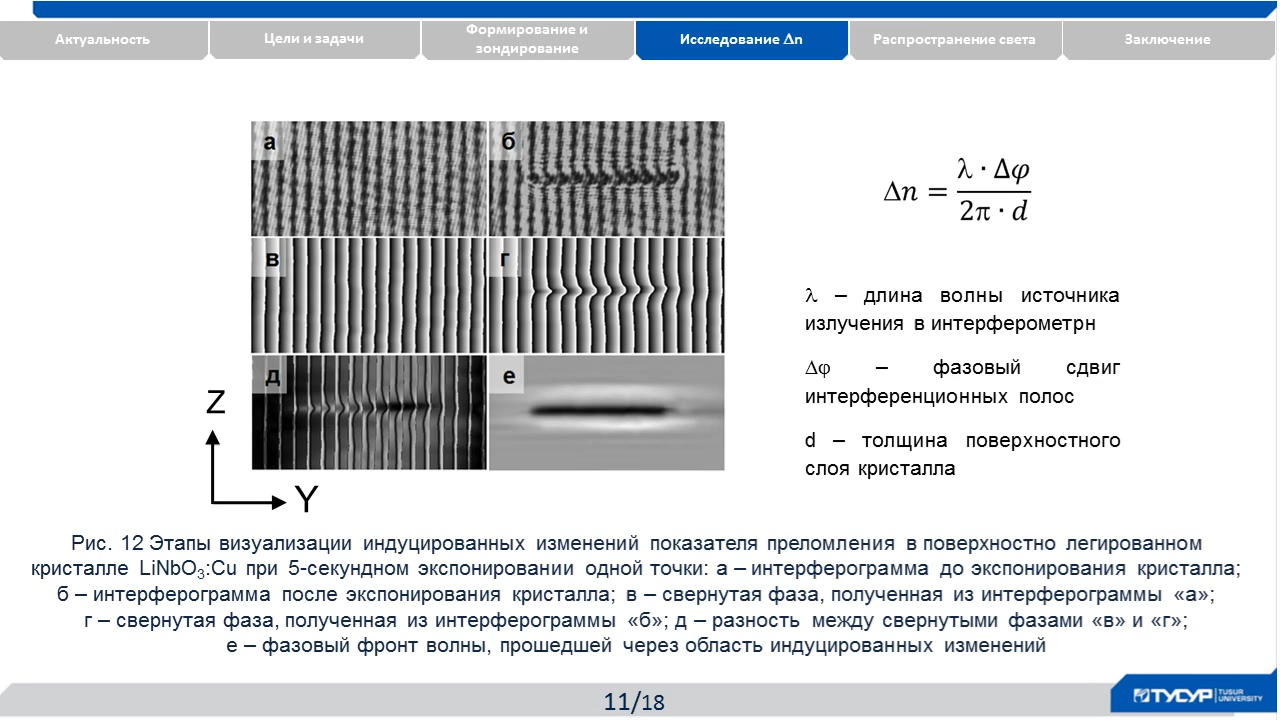 Актуальность
Цели и задачи
Формирование и
зондирование
Исследование Δn
Распространение света
Заключение
а
б
в
г
д
е
Z
Y
Δn = λ · Δφ / 2π · d
λ – длина волны источника
излучения в интерферометрн
Δφ – фазовый сдвиг
интерференционных полос
d – толщина поверхностного
слоя кристалла
Рис. 12 Этапы визуализации индуцированных изменений показателя преломления в поверхностно легированном
кристалле LiNbO₃:Cu при 5-секундном экспонировании одной точки: а – интерферограмма до экспонирования кристалла;
б – интерферограмма после экспонирования кристалла; в – свернутая фаза, полученная из интерферограммы «а»;
г – свернутая фаза, полученная из интерферограммы «б»; д – разность между свернутыми фазами «в» и «г»;
е – фазовый фронт волны, прошедшей через область индуцированных изменений
11/18
ТУСУР
TUSUR
UNIVERSITY